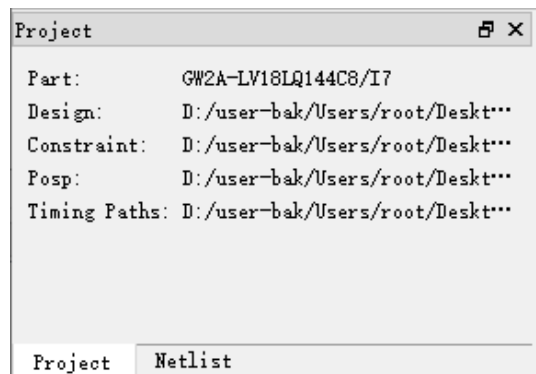 Project
Part: GW2A-LV18LQ144C8/I7
Design: D:/user-bak/Users/root/Deskt···
Constraint: D:/user-bak/Users/root/Deskt···
Posp: D:/user-bak/Users/root/Deskt···
Timing Paths: D:/user-bak/Users/root/Deskt···
Project Netlist